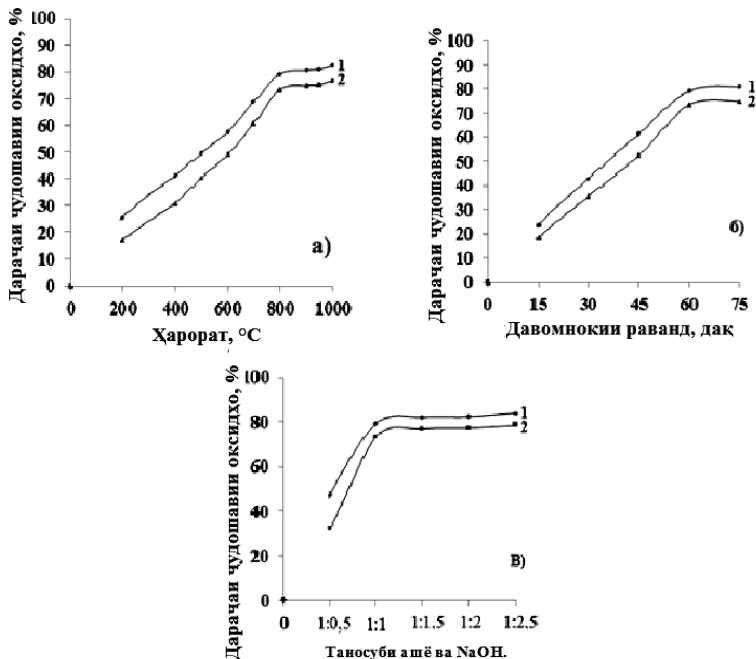 Дараҷаи ҷудошавии оксидҳо, %
100
90
80
70
60
50
40
30
20
10
0
1
2
а)
0 200 400 600 800 1000
Ҳарорат, °С
Дараҷаи ҷудошавии оксидҳо, %
100
90
80
70
60
50
40
30
20
10
0
1
2
б)
0 15 30 45 60 75
Давомнокии раванд, дақ
Дараҷаи ҷудошавии оксидҳо, %
100
80
60
40
20
0
1
2
в)
0 1:0,5 1:1 1:1,5 1:2 1:2,5
Таносуби ашё ва NaOH.